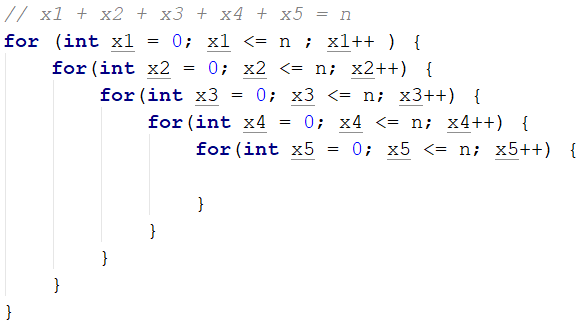 // x1 + x2 + x3 + x4 + x5 = n
for (int x1 = 0; x1 <= n ; x1++ ) {
for(int x2 = 0; x2 <= n; x2++) {
for(int x3 = 0; x3 <= n; x3++) {
for(int x4 = 0; x4 <= n; x4++) {
for(int x5 = 0; x5 <= n; x5++) {
}
}
}
}
}